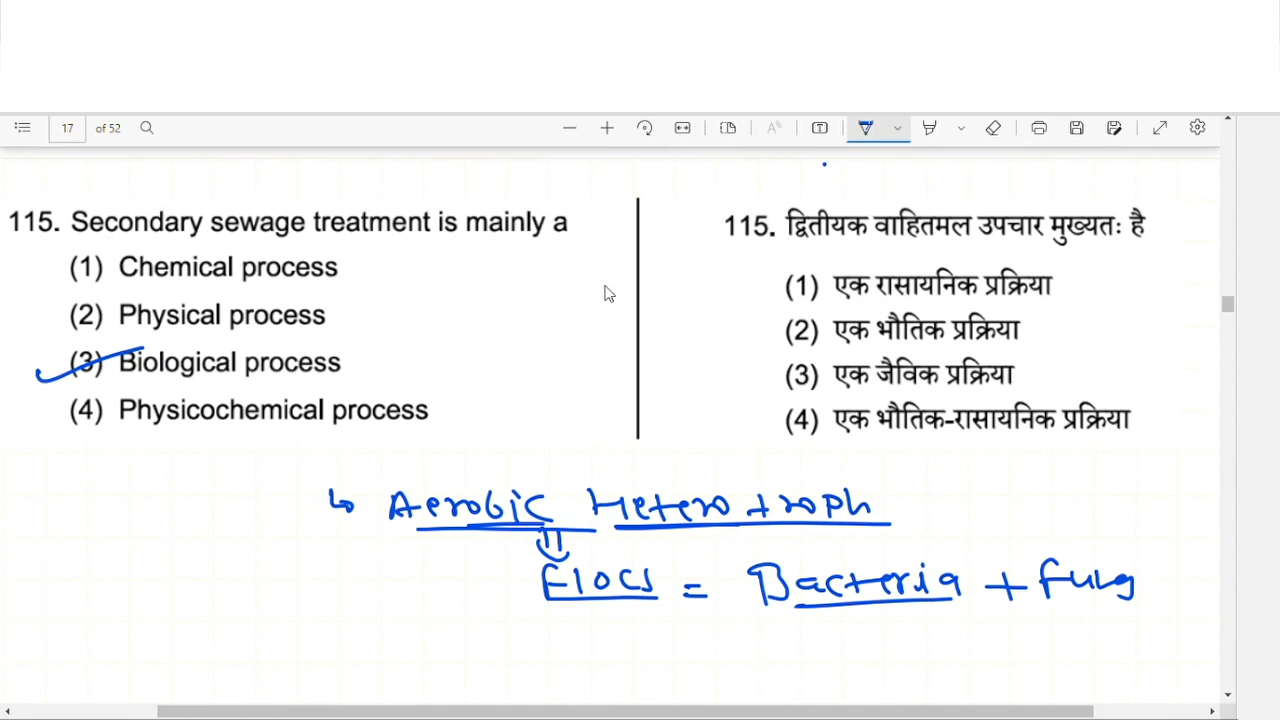 17 of 52
115. Secondary sewage treatment is mainly a
(1) Chemical process
(2) Physical process
(3) Biological process
(4) Physicochemical process
115. द्वितीयक वाहितमल उपचार मुख्यतः है
(1) एक रासायनिक प्रक्रिया
(2) एक भौतिक प्रक्रिया
(3) एक जैविक प्रक्रिया
(4) एक भौतिक-रासायनिक प्रक्रिया
↳ Aerobic Heterotroph
Flocs = Bacteria + fung